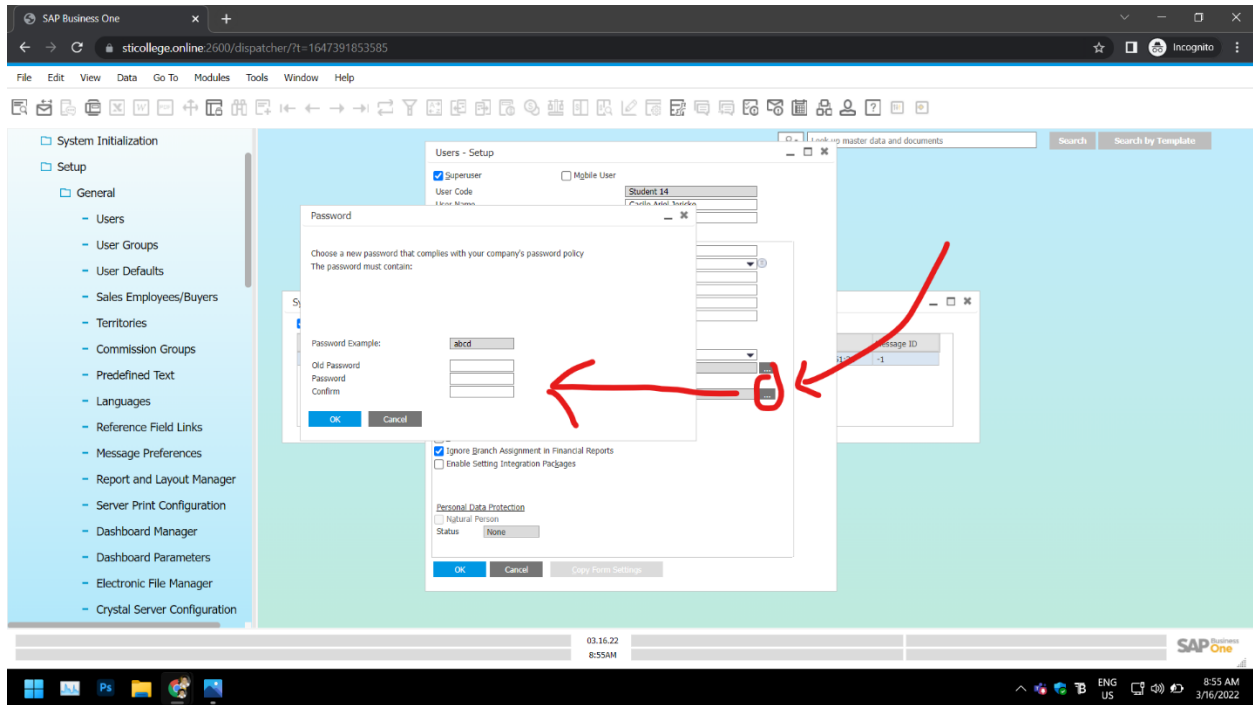 SAP Business One
sticollege.online:2600/dispatcher/?t=1647391853585
Incognito
File Edit View Data Go To Modules Tools Window Help
Look up master data and documents
Search
Search by Template
System Initialization
Setup
General
Users
User Groups
User Defaults
Sales Employees/Buyers
Territories
Commission Groups
Predefined Text
Languages
Reference Field Links
Message Preferences
Report and Layout Manager
Server Print Configuration
Dashboard Manager
Dashboard Parameters
Electronic File Manager
Crystal Server Configuration
Users - Setup
Superuser
Mobile User
User Code
Student 14
User Name
Password
Choose a new password that complies with your company's password policy
The password must contain:
Password Example:
abcd
Old Password
Password
Confirm
OK
Cancel
Message ID
-1
Ignore Branch Assignment in Financial Reports
Enable Setting Integration Packages
Personal Data Protection
Natural Person
Status
None
OK
Cancel
Copy Form Settings
03.16.22
8:55AM
SAP Business One
ENG
US
8:55 AM
3/16/2022